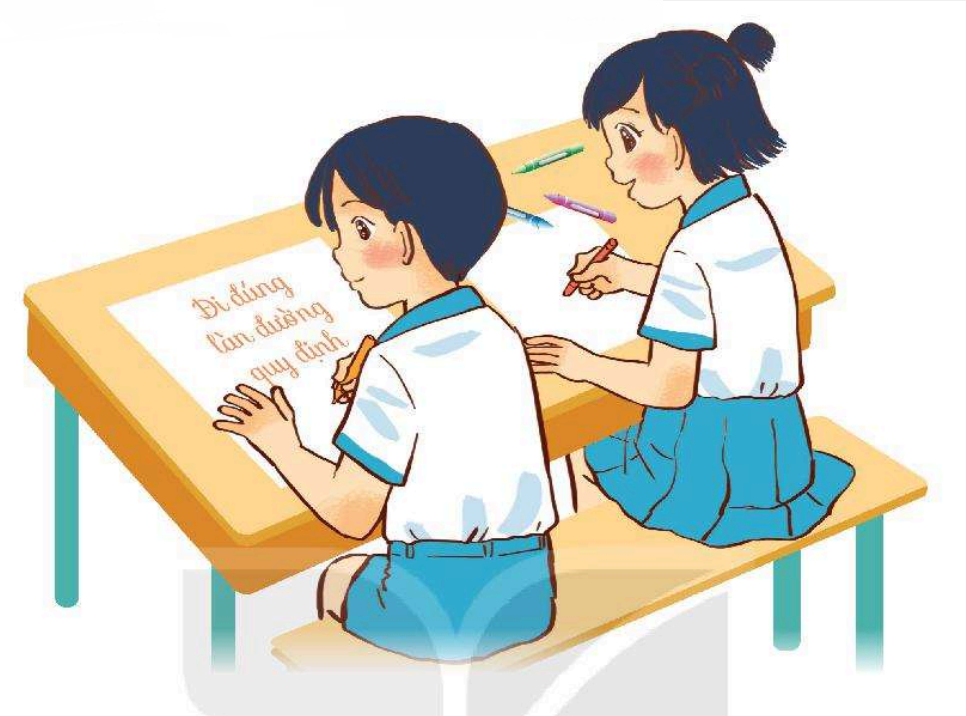 Đi đúng
làn đường
quy định